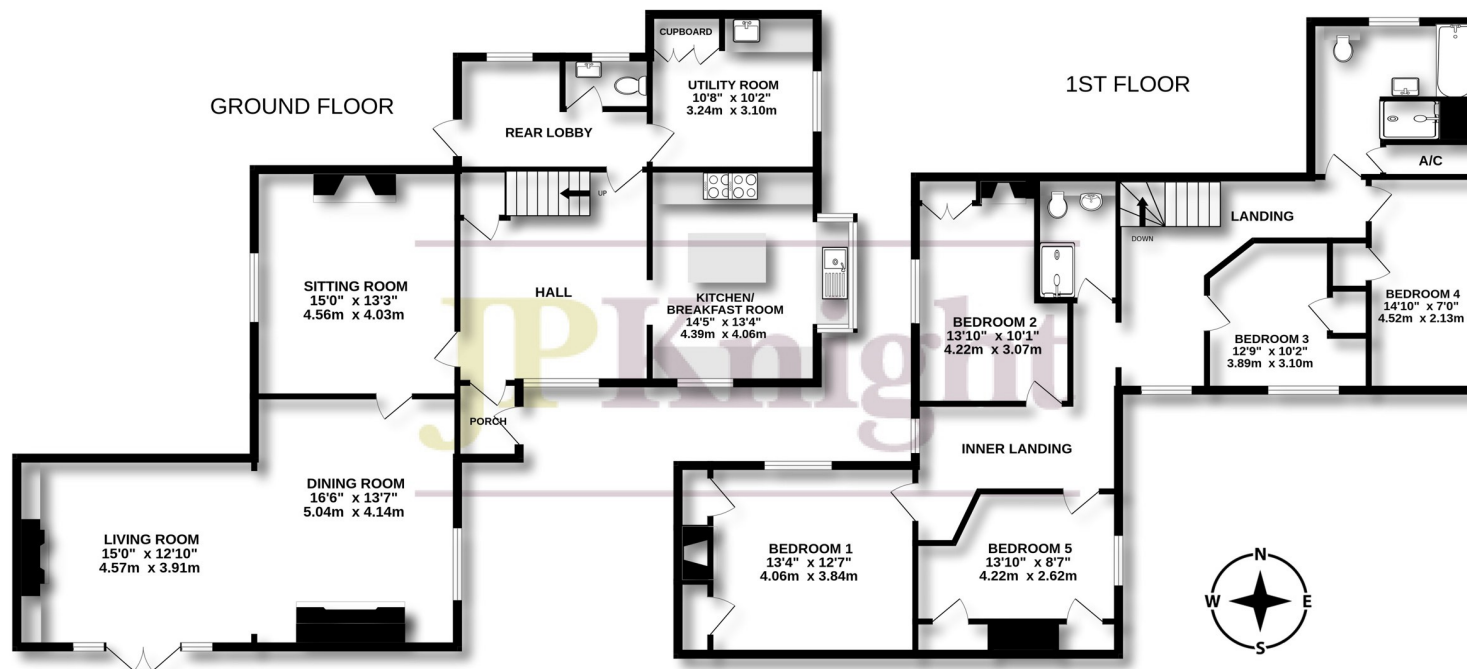 GROUND FLOOR
CUPBOARD
UTILITY ROOM
10'8" x 10'2"
3.24m x 3.10m
REAR LOBBY
UP
SITTING ROOM
15'0" x 13'3"
4.56m x 4.03m
HALL
KITCHEN/
BREAKFAST ROOM
14'5" x 13'4"
4.39m x 4.06m
PORCH
DINING ROOM
16'6" x 13'7"
5.04m x 4.14m
LIVING ROOM
15'0" x 12'10"
4.57m x 3.91m
1ST FLOOR
A/C
LANDING
DOWN
BEDROOM 4
14'10" x 7'0"
4.52m x 2.13m
BEDROOM 2
13'10" x 10'1"
4.22m x 3.07m
BEDROOM 3
12'9" x 10'2"
3.89m x 3.10m
INNER LANDING
BEDROOM 1
13'4" x 12'7"
4.06m x 3.84m
BEDROOM 5
13'10" x 8'7"
4.22m x 2.62m
JPKnight
N
W E
S